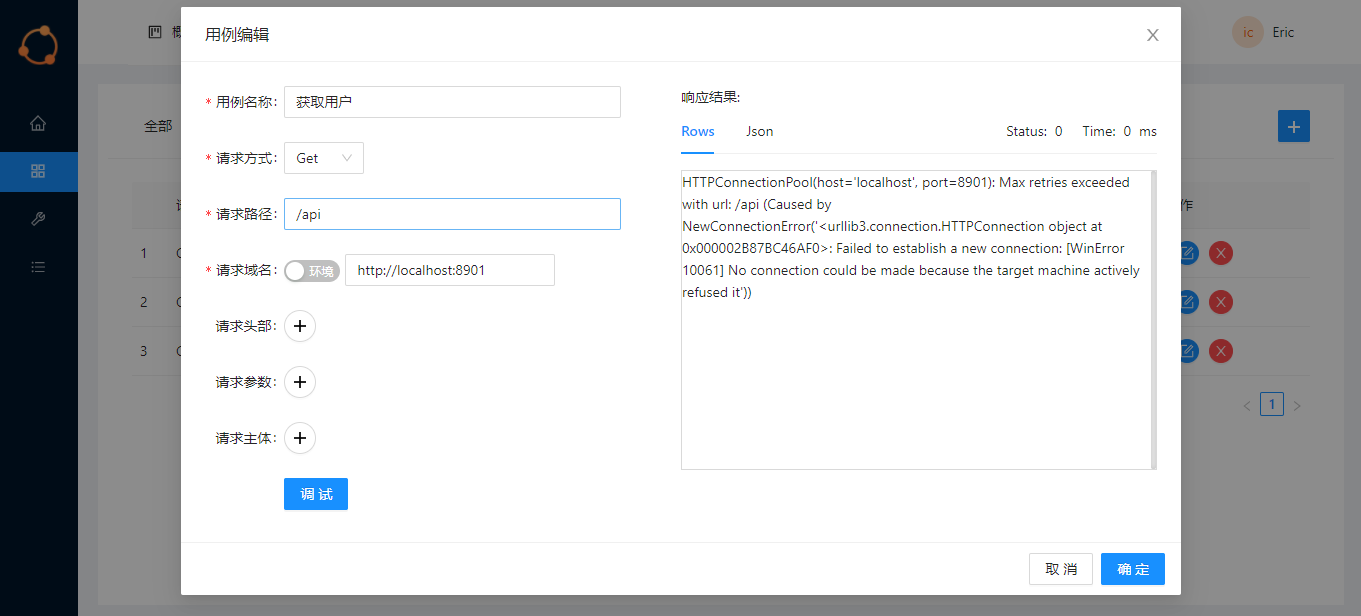 用例编辑
ic Eric
全部
* 用例名称: 获取用户
* 请求方式: Get
* 请求路径: /api
* 请求域名: 环境 http://localhost:8901
请求头部:
请求参数:
请求主体:
调 试
响应结果:
Rows Json Status: 0 Time: 0 ms
HTTPConnectionPool(host='localhost', port=8901): Max retries exceeded
with url: /api (Caused by
NewConnectionError('<urllib3.connection.HTTPConnection object at
0x000002B87BC46AF0>: Failed to establish a new connection: [WinError
10061] No connection could be made because the target machine actively
refused it'))
作
1
2
3
1
取 消 确 定